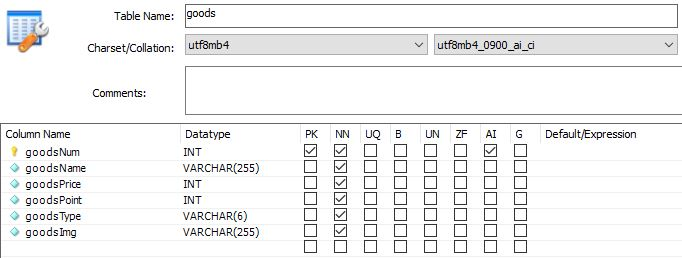 Table Name: goods
Charset/Collation: utf8mb4 utf8mb4_0900_ai_ci
Comments:
Column Name Datatype PK NN UQ B UN ZF AI G Default/Expression
goodsNum INT
goodsName VARCHAR(255)
goodsPrice INT
goodsPoint INT
goodsType VARCHAR(6)
goodsImg VARCHAR(255)